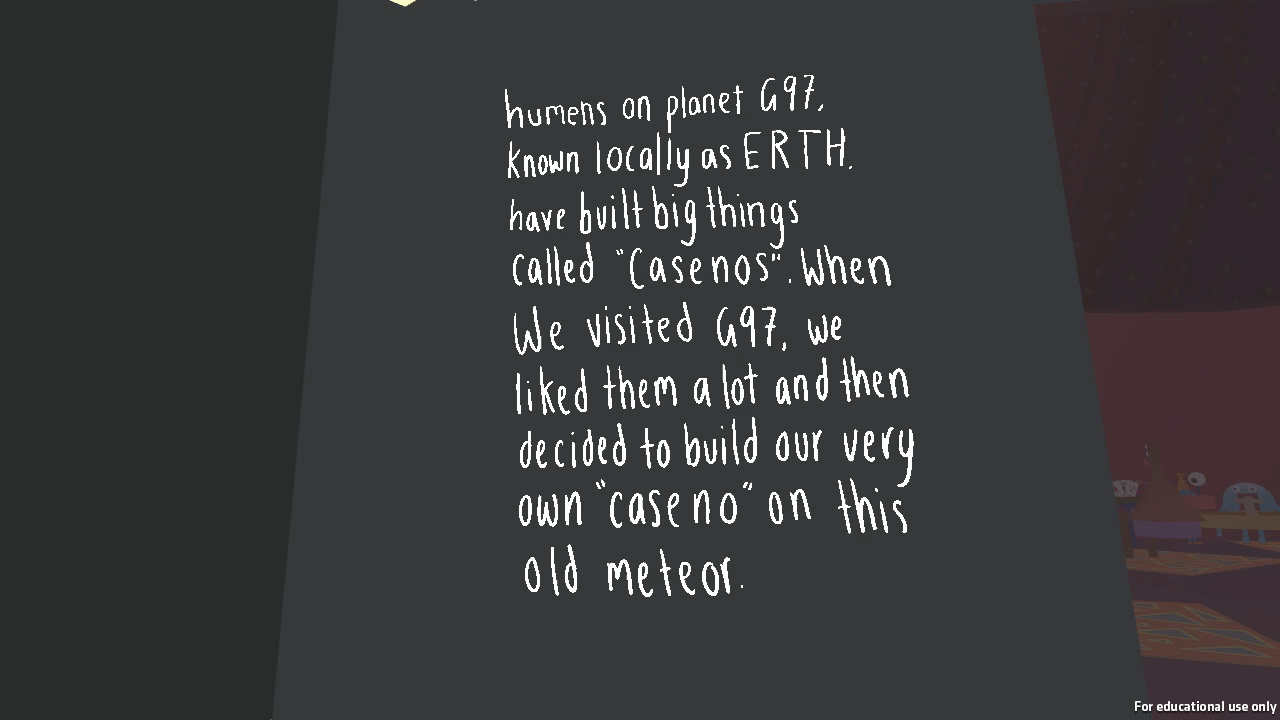 humens on planet G97,
known locally as ERTH.
have built big things
called "Casenos". When
We visited G97, we
liked them a lot and then
decided to build our very
own "caseno" on this
old meteor.
For educational use only